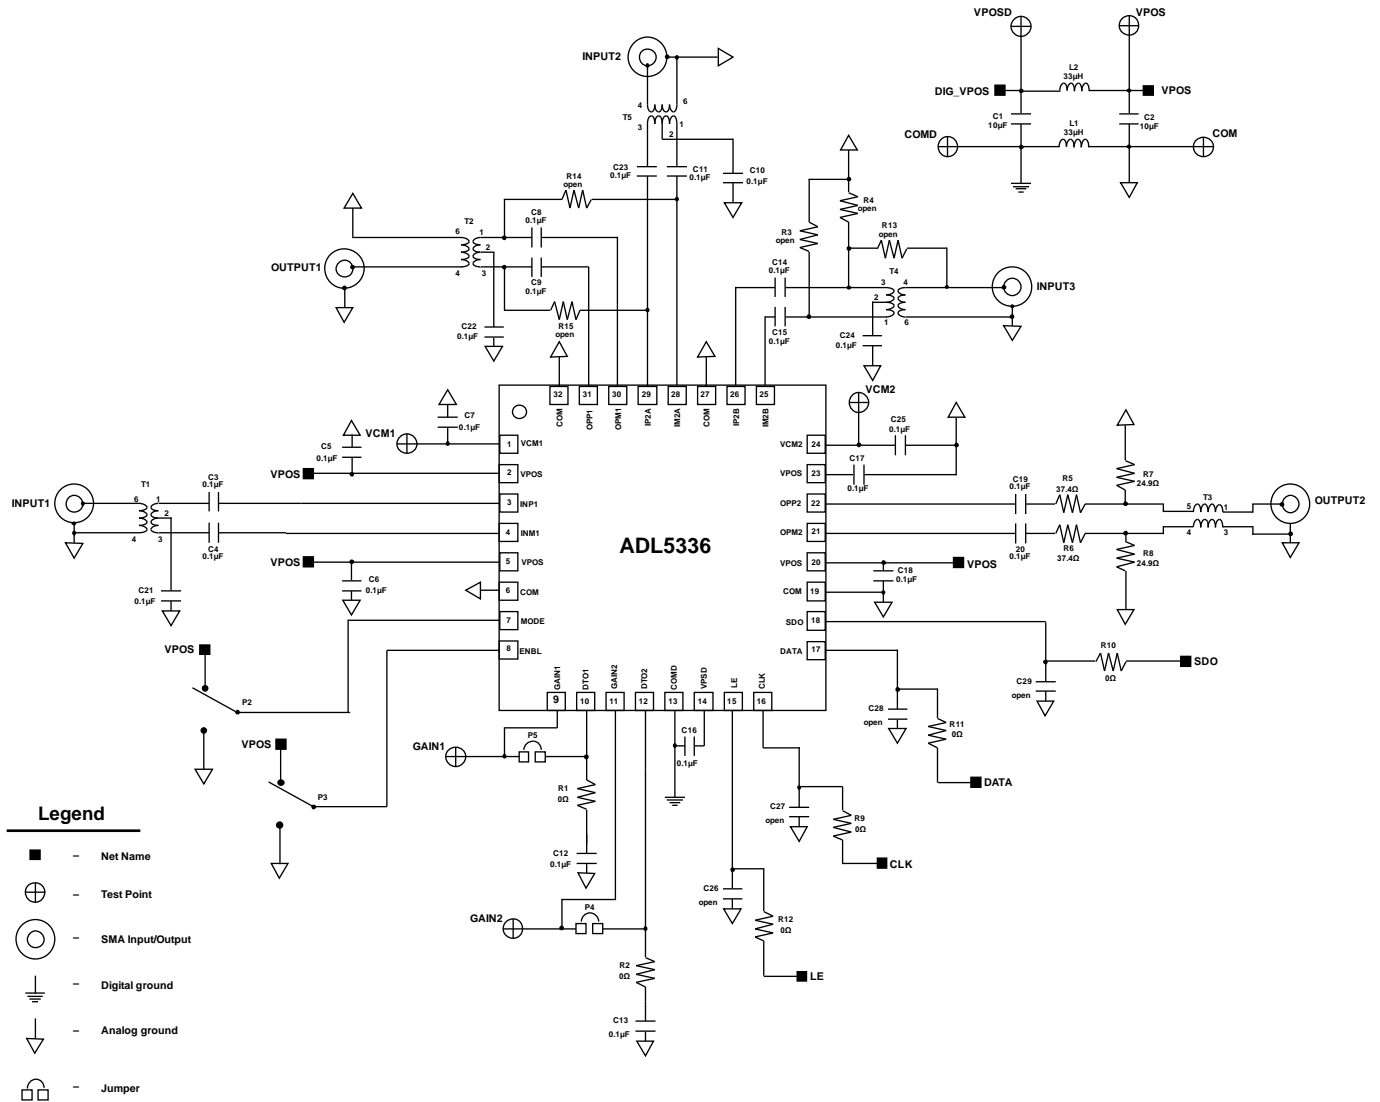 VPOSD
VPOS
INPUT2
L2
33µH
DIG_VPOS
VPOS
C1
10µF
L1
33µH
C2
10µF
COMD
COM
4
6
T5
3
1
2
C23
0.1µF
C11
0.1µF
C10
0.1µF
R14
open
R4
open
R3
open
R13
open
T2
C8
0.1µF
6
1
2
4
3
OUTPUT1
C9
0.1µF
C14
0.1µF
T4
3
4
2
1
6
INPUT3
C22
0.1µF
R15
open
C15
0.1µF
C24
0.1µF
VCM2
32
31
30
29
28
27
26
25
COM
OPP1
OPM1
IP2A
IM2A
COM
IP2B
IM2B
C7
0.1µF
VCM1
1
VCM1
VCM2
24
C25
0.1µF
C5
0.1µF
VPOS
2
VPOS
VPOS
23
C17
0.1µF
R7
24.9Ω
T1
C3
0.1µF
INPUT1
6
1
2
4
3
3
INP1
OPP2
22
C19
0.1µF
R5
37.4Ω
T3
5
1
4
3
OUTPUT2
C4
0.1µF
4
INM1
ADL5336
OPM2
21
20
0.1µF
R6
37.4Ω
R8
24.9Ω
VPOS
5
VPOS
VPOS
20
VPOS
C21
0.1µF
C6
0.1µF
6
COM
COM
19
C18
0.1µF
7
MODE
SDO
18
VPOS
8
ENBL
DATA
17
R10
0Ω
SDO
C29
open
GAIN1
DTO1
GAIN2
DTO2
COMD
VPSD
LE
CLK
9
10
11
12
13
14
15
16
P2
C28
open
R11
0Ω
VPOS
GAIN1
P5
C16
0.1µF
DATA
P3
R1
0Ω
C27
open
R9
0Ω
Legend
C12
0.1µF
CLK
– Net Name
– Test Point
C26
open
GAIN2
P4
R12
0Ω
– SMA Input/Output
R2
0Ω
LE
– Digital ground
C13
0.1µF
– Analog ground
– Jumper